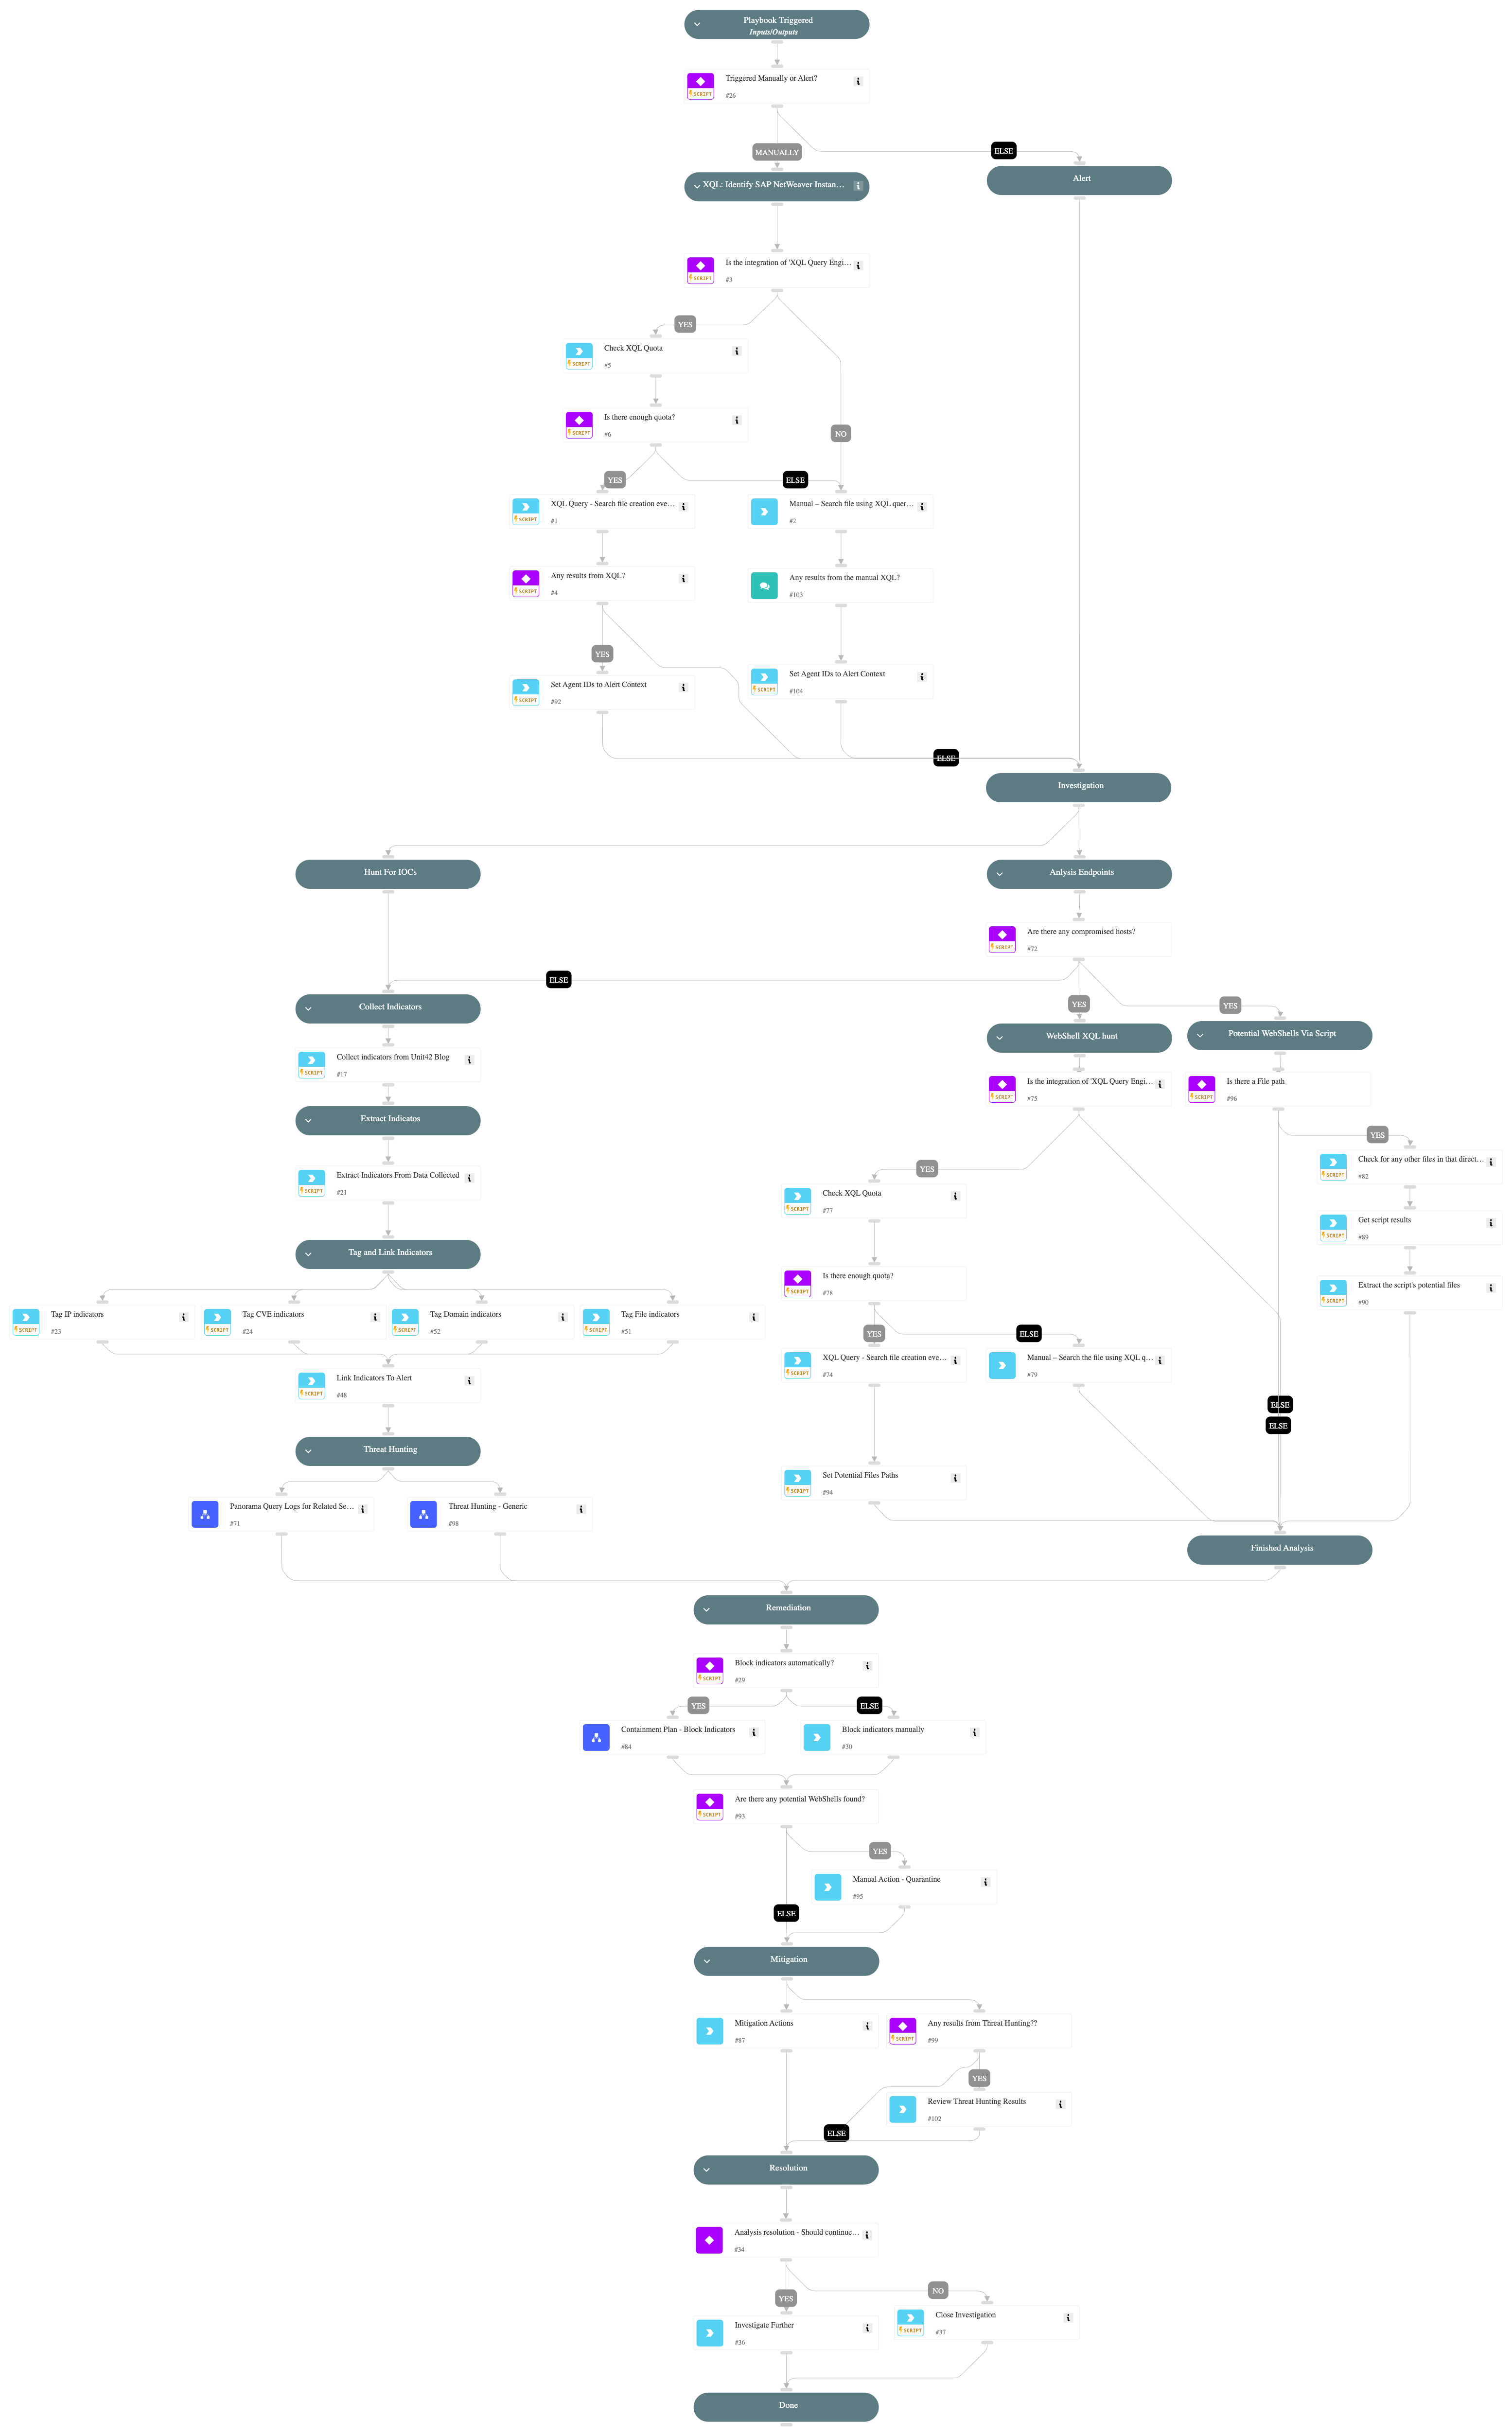 Playbook Triggered
Inputs/Outputs
Triggered Manually or Alert?
SCRIPT
#26
MANUALLY
ELSE
XQL: Identify SAP NetWeaver Instan…
Alert
Is the integration of 'XQL Query Engi…
SCRIPT
#3
YES
Check XQL Quota
SCRIPT
#5
Is there enough quota?
SCRIPT
#6
NO
YES
ELSE
XQL Query - Search file creation eve…
SCRIPT
#1
Manual – Search file using XQL quer…
#2
Any results from XQL?
SCRIPT
#4
Any results from the manual XQL?
#103
YES
Set Agent IDs to Alert Context
SCRIPT
#92
Set Agent IDs to Alert Context
SCRIPT
#104
ELSE
Investigation
Hunt For IOCs
Anlysis Endpoints
Are there any compromised hosts?
SCRIPT
#72
ELSE
YES
YES
Collect Indicators
WebShell XQL hunt
Potential WebShells Via Script
Collect indicators from Unit42 Blog
SCRIPT
#17
Is the integration of 'XQL Query Engi…
SCRIPT
#75
Is there a File path
SCRIPT
#96
Extract Indicatos
YES
Check for any other files in that direct…
SCRIPT
#82
YES
Extract Indicators From Data Collected
SCRIPT
#21
Check XQL Quota
SCRIPT
#77
Get script results
SCRIPT
#89
Tag and Link Indicators
Is there enough quota?
SCRIPT
#78
Extract the script's potential files
SCRIPT
#90
Tag IP indicators
SCRIPT
#23
Tag CVE indicators
SCRIPT
#24
Tag Domain indicators
SCRIPT
#52
Tag File indicators
SCRIPT
#51
YES
ELSE
XQL Query - Search file creation eve…
SCRIPT
#74
Manual – Search the file using XQL q…
#79
Link Indicators To Alert
SCRIPT
#48
ELSE
ELSE
Threat Hunting
Set Potential Files Paths
SCRIPT
#94
Panorama Query Logs for Related Se…
#71
Threat Hunting - Generic
#98
Finished Analysis
Remediation
Block indicators automatically?
SCRIPT
#29
YES
ELSE
Containment Plan - Block Indicators
#84
Block indicators manually
#30
Are there any potential WebShells found?
SCRIPT
#93
YES
Manual Action - Quarantine
#95
ELSE
Mitigation
Mitigation Actions
#87
Any results from Threat Hunting??
SCRIPT
#99
YES
Review Threat Hunting Results
#102
ELSE
Resolution
Analysis resolution - Should continue…
#34
YES
NO
Investigate Further
#36
Close Investigation
SCRIPT
#37
Done